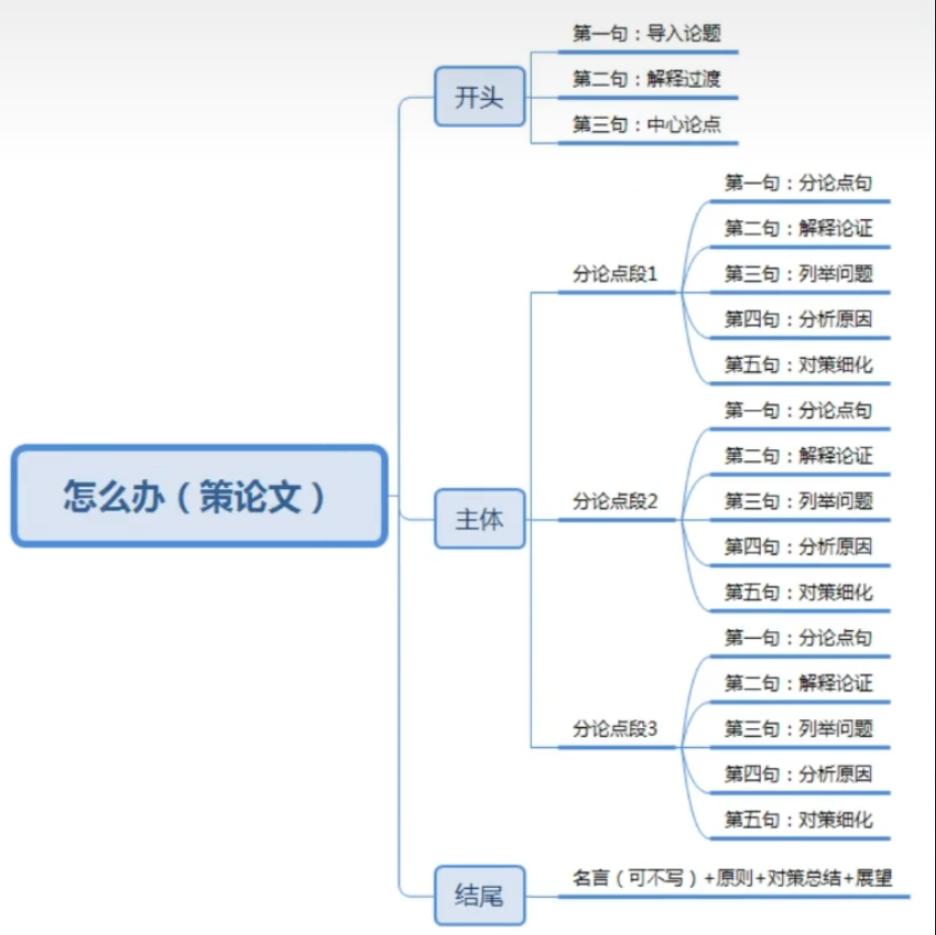 怎么办（策论文）
开头
第一句：导入论题
第二句：解释过渡
第三句：中心论点
主体
分论点段1
第一句：分论点句
第二句：解释论证
第三句：列举问题
第四句：分析原因
第五句：对策细化
分论点段2
第一句：分论点句
第二句：解释论证
第三句：列举问题
第四句：分析原因
第五句：对策细化
分论点段3
第一句：分论点句
第二句：解释论证
第三句：列举问题
第四句：分析原因
第五句：对策细化
结尾
名言（可不写）+原则+对策总结+展望